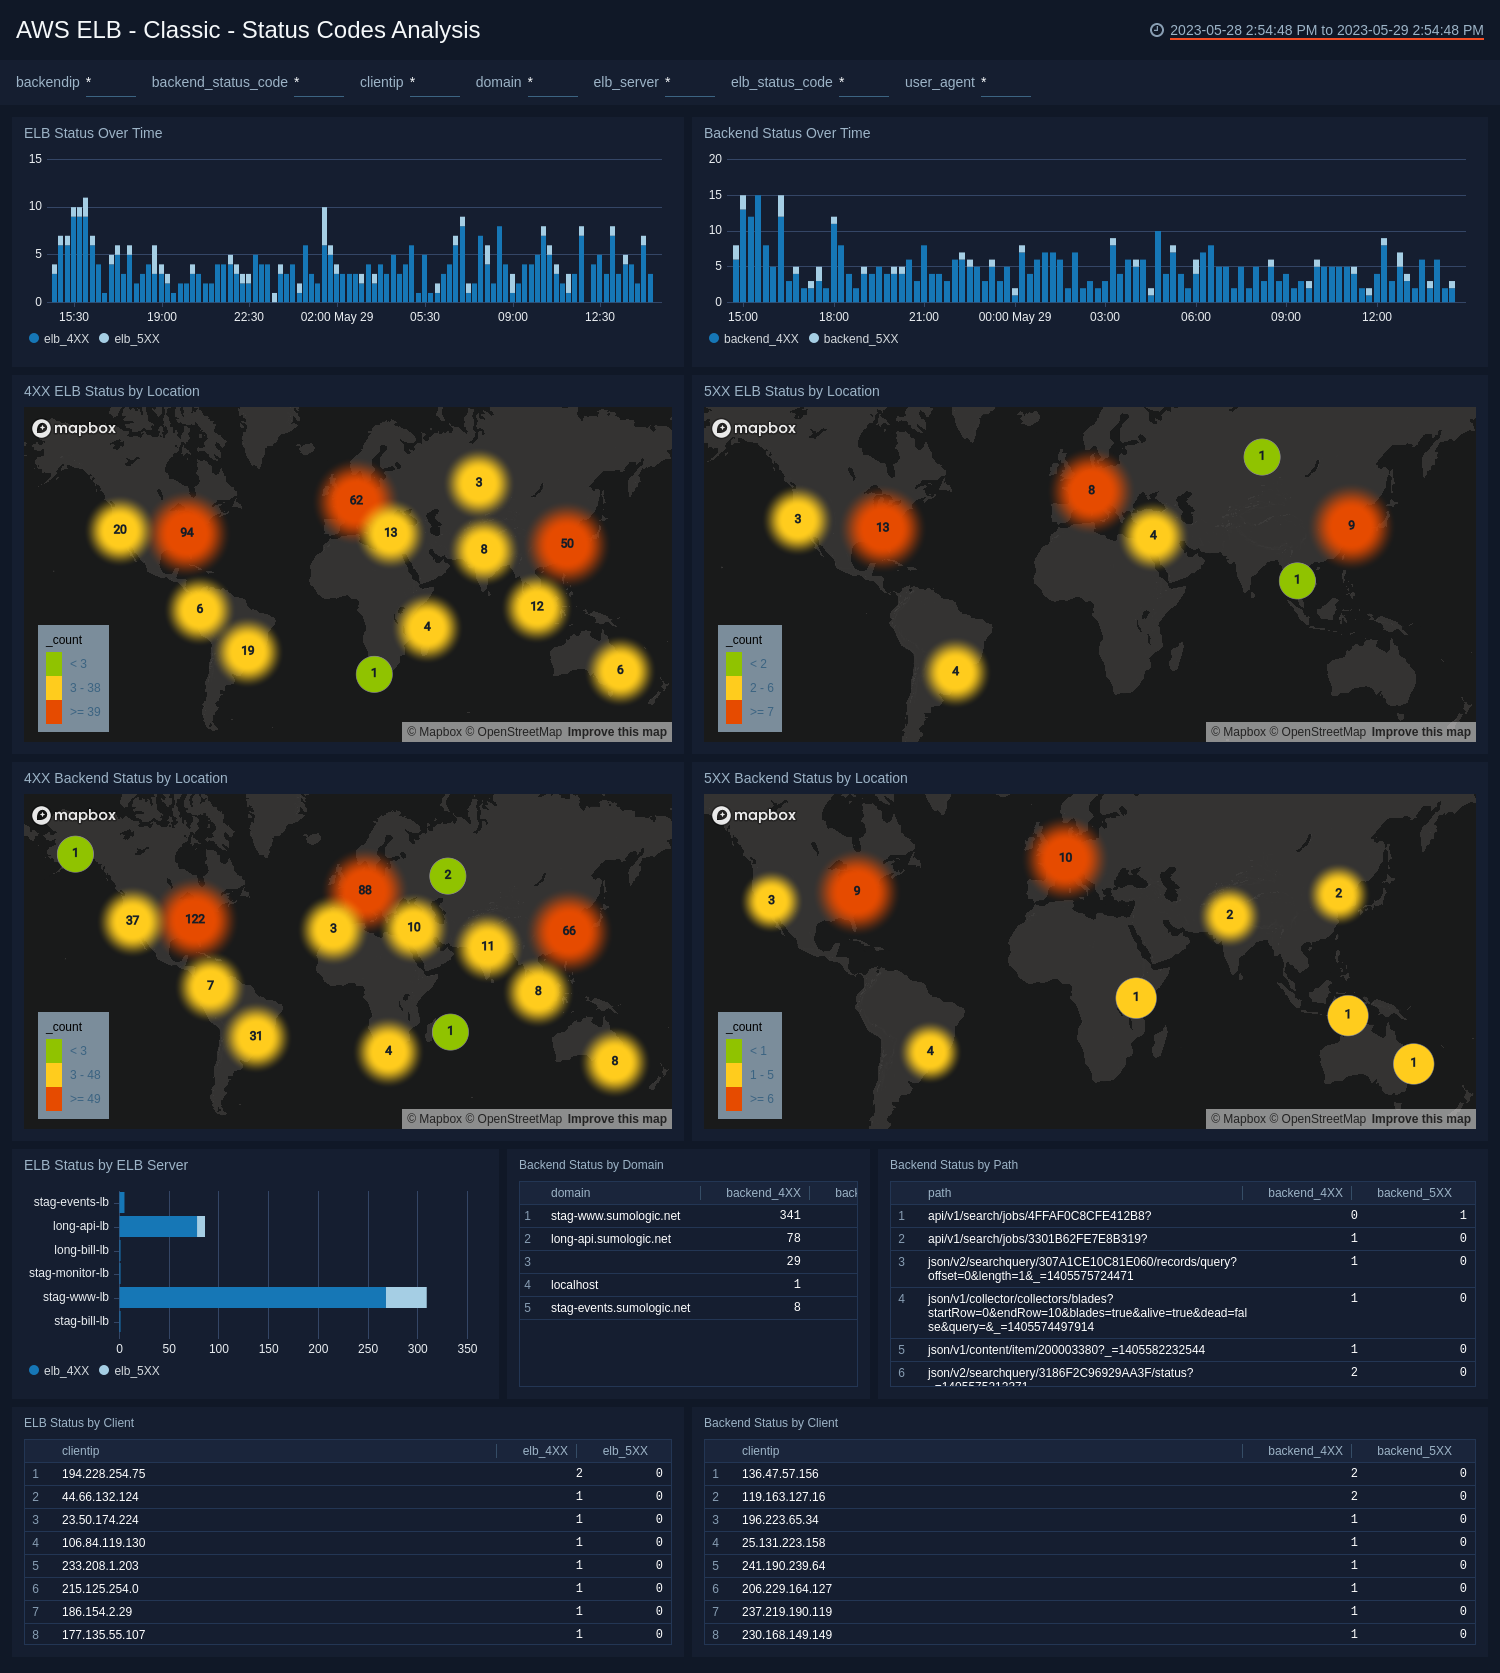 AWS ELB - Classic - Status Codes Analysis
2023-05-28 2:54:48 PM to 2023-05-29 2:54:48 PM
backendip * backend_status_code * clientip * domain * elb_server * elb_status_code * user_agent *
ELB Status Over Time
15
10
5
0
15:30 19:00 22:30 02:00 May 29 05:30 09:00 12:30
elb_4XX elb_5XX
Backend Status Over Time
20
15
10
5
0
15:00 18:00 21:00 00:00 May 29 03:00 06:00 09:00 12:00
backend_4XX backend_5XX
4XX ELB Status by Location
mapbox
3
62
20 94 13
8 50
6 12
4
19
1 6
_count
< 3
3 - 38
>= 39
© Mapbox © OpenStreetMap Improve this map
5XX ELB Status by Location
mapbox
1
8
3 13 4 9
1
4
_count
< 2
2 - 6
>= 7
© Mapbox © OpenStreetMap Improve this map
4XX Backend Status by Location
mapbox
1
2
88
37 122 3 10
11 66
7 8
31 4 1
8
_count
< 3
3 - 48
>= 49
© Mapbox © OpenStreetMap Improve this map
5XX Backend Status by Location
mapbox
10
3 9 2
2
1
1
4 1
_count
< 1
1 - 5
>= 6
© Mapbox © OpenStreetMap Improve this map
ELB Status by ELB Server
stag-events-lb
long-api-lb
long-bill-lb
stag-monitor-lb
stag-www-lb
stag-bill-lb
0 50 100 150 200 250 300 350
elb_4XX elb_5XX
Backend Status by Domain
domain backend_4XX back
1 stag-www.sumologic.net 341
2 long-api.sumologic.net 78
3 29
4 localhost 1
5 stag-events.sumologic.net 8
Backend Status by Path
path backend_4XX backend_5XX
1 api/v1/search/jobs/4FFAF0C8CFE412B8? 0 1
2 api/v1/search/jobs/3301B62FE7E8B319? 1 0
3 json/v2/searchquery/307A1CE10C81E060/records/query? 1 0
offset=0&length=1&_=1405575724471
4 json/v1/collector/collectors/blades? 1 0
startRow=0&endRow=10&blades=true&alive=true&dead=fal
se&query=&_=1405574497914
5 json/v1/content/item/200003380?_=1405582232544 1 0
6 json/v2/searchquery/3186F2C96929AA3F/status? 2 0
ELB Status by Client
clientip elb_4XX elb_5XX
1 194.228.254.75 2 0
2 44.66.132.124 1 0
3 23.50.174.224 1 0
4 106.84.119.130 1 0
5 233.208.1.203 1 0
6 215.125.254.0 1 0
7 186.154.2.29 1 0
8 177.135.55.107 1 0
Backend Status by Client
clientip backend_4XX backend_5XX
1 136.47.57.156 2 0
2 119.163.127.16 2 0
3 196.223.65.34 1 0
4 25.131.223.158 1 0
5 241.190.239.64 1 0
6 206.229.164.127 1 0
7 237.219.190.119 1 0
8 230.168.149.149 1 0